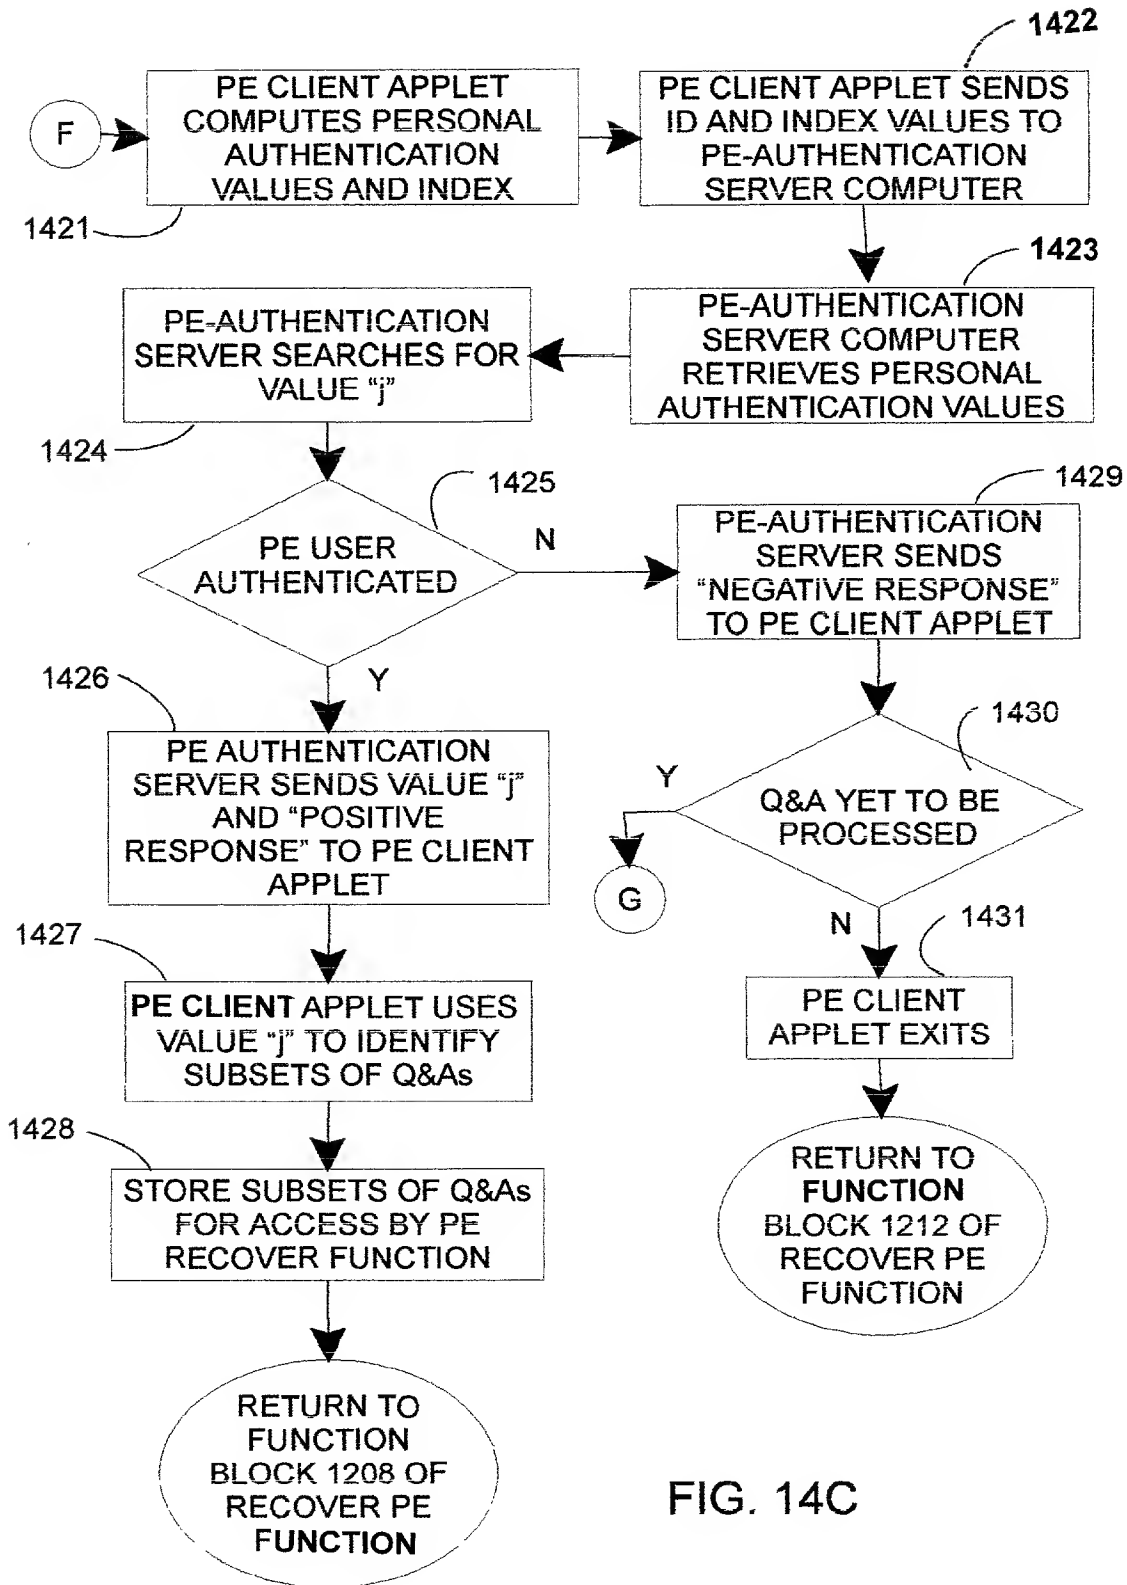 1422
F
PE CLIENT APPLET
COMPUTES PERSONAL
AUTHENTICATION
VALUES AND INDEX
1421
PE CLIENT APPLET SENDS
ID AND INDEX VALUES TO
PE-AUTHENTICATION
SERVER COMPUTER
1423
PE-AUTHENTICATION
SERVER COMPUTER
RETRIEVES PERSONAL
AUTHENTICATION VALUES
PE-AUTHENTICATION
SERVER SEARCHES FOR
VALUE “j”
1424
1425
PE USER
AUTHENTICATED
N
Y
1429
PE-AUTHENTICATION
SERVER SENDS
“NEGATIVE RESPONSE”
TO PE CLIENT APPLET
1426
PE AUTHENTICATION
SERVER SENDS VALUE “j”
AND “POSITIVE
RESPONSE” TO PE CLIENT
APPLET
1430
Y
Q&A YET TO BE
PROCESSED
G
N
1431
PE CLIENT
APPLET EXITS
1427
PE CLIENT APPLET USES
VALUE “j” TO IDENTIFY
SUBSETS OF Q&As
1428
STORE SUBSETS OF Q&As
FOR ACCESS BY PE
RECOVER FUNCTION
RETURN TO
FUNCTION
BLOCK 1212 OF
RECOVER PE
FUNCTION
RETURN TO
FUNCTION
BLOCK 1208 OF
RECOVER PE
FUNCTION
FIG. 14C